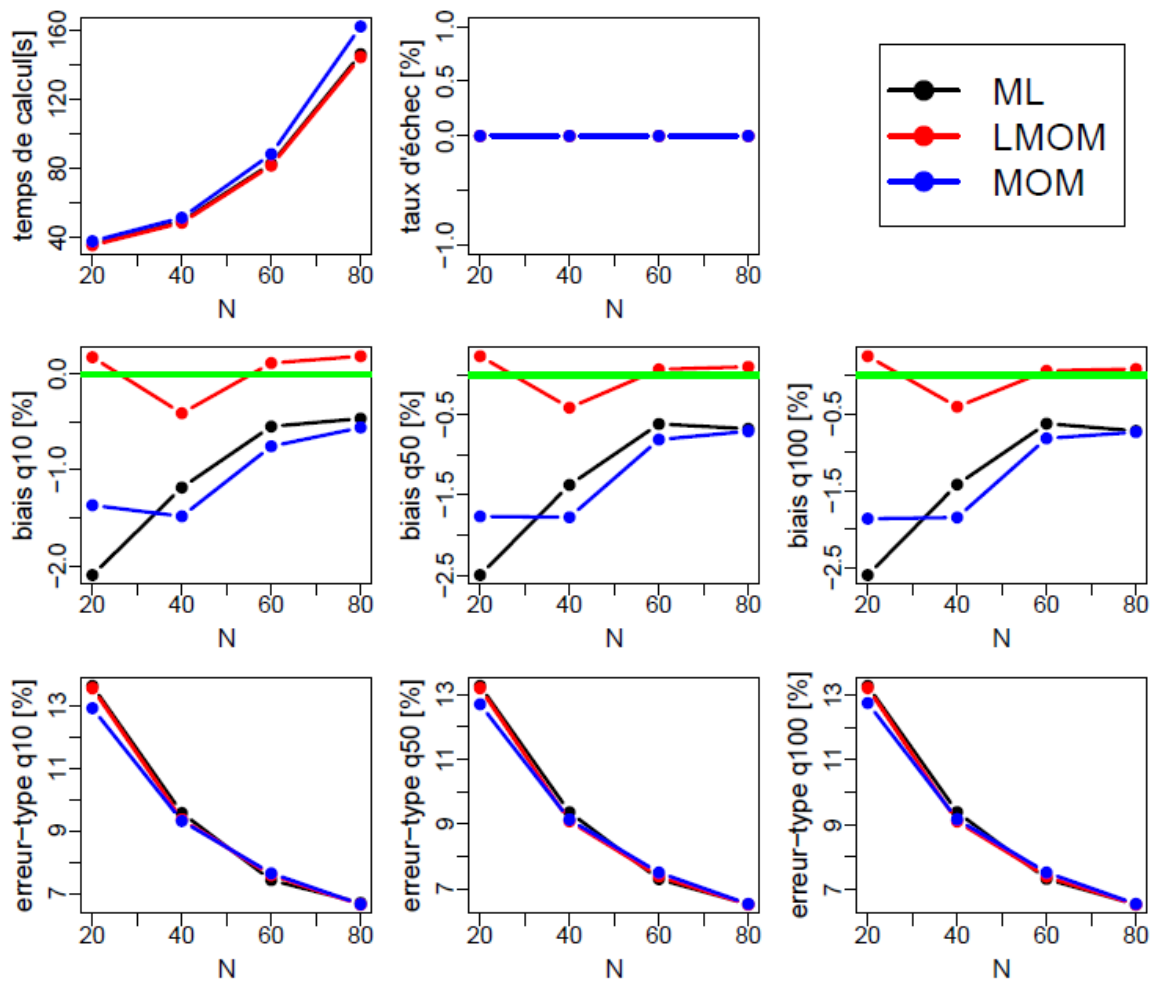 temps de calcul[s]
40 80 120 160
20 40 60 80
N
taux d'échec [%]
−1.0 0.0 0.5 1.0
20 40 60 80
N
ML
LMOM
MOM
biais q10 [%]
−2.0 −1.0 0.0
20 40 60 80
N
biais q50 [%]
−2.5 −1.5 −0.5
20 40 60 80
N
biais q100 [%]
−2.5 −1.5 −0.5
20 40 60 80
N
erreur−type q10 [%]
7 9 11 13
20 40 60 80
N
erreur−type q50 [%]
7 9 11 13
20 40 60 80
N
erreur−type q100 [%]
7 9 11 13
20 40 60 80
N